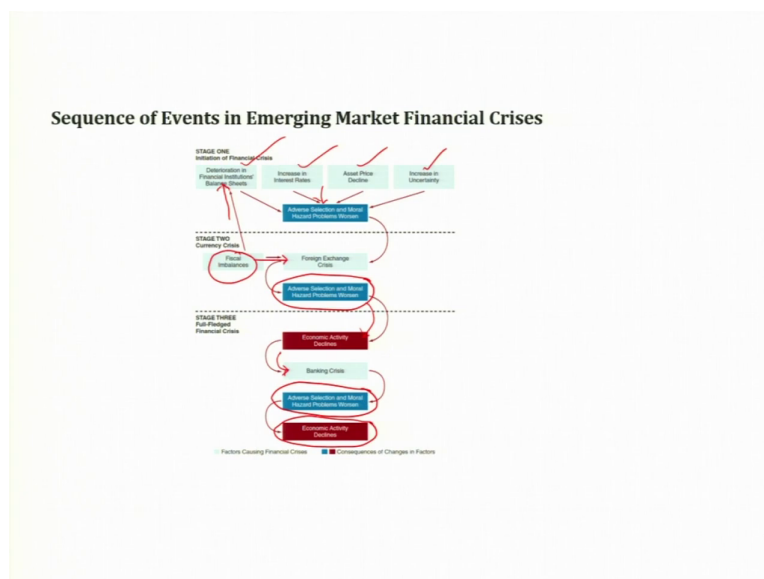 Sequence of Events in Emerging Market Financial Crises
STAGE ONE
Initiation of Financial Crisis
Deterioration in
Financial Institutions'
Balance Sheets
Increase in
Interest Rates
Asset Price
Decline
Increase in
Uncertainty
Adverse Selection and Moral
Hazard Problems Worsen
STAGE TWO
Currency Crisis
Fiscal
Imbalances
Foreign Exchange
Crisis
Adverse Selection and Moral
Hazard Problems Worsen
STAGE THREE
Full-Fledged
Financial Crisis
Economic Activity
Declines
Banking Crisis
Adverse Selection and Moral
Hazard Problems Worsen
Economic Activity
Declines
Factors Causing Financial Crises
Consequences of Changes in Factors